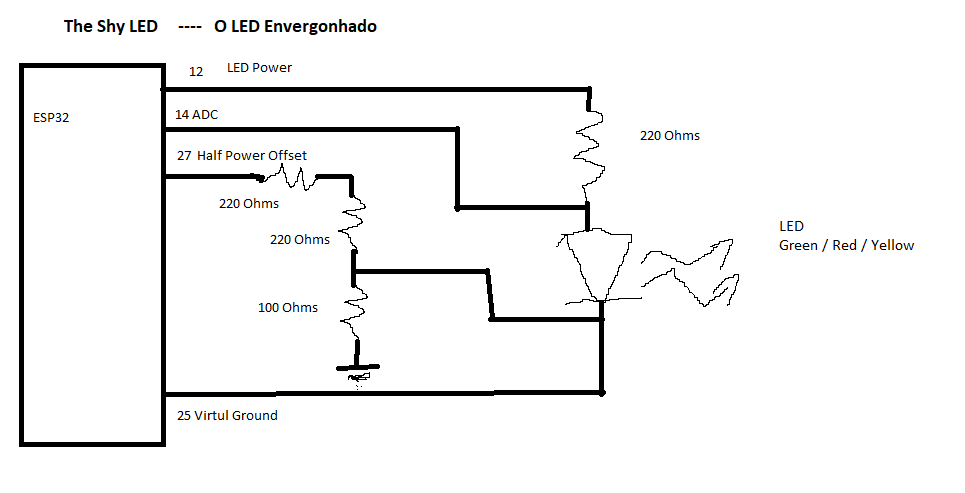 The Shy LED ---- O LED Envergonhado
12 LED Power
ESP32
14 ADC
220 Ohms
27 Half Power Offset
220 Ohms
220 Ohms
LED
Green / Red / Yellow
100 Ohms
25 Virtul Ground